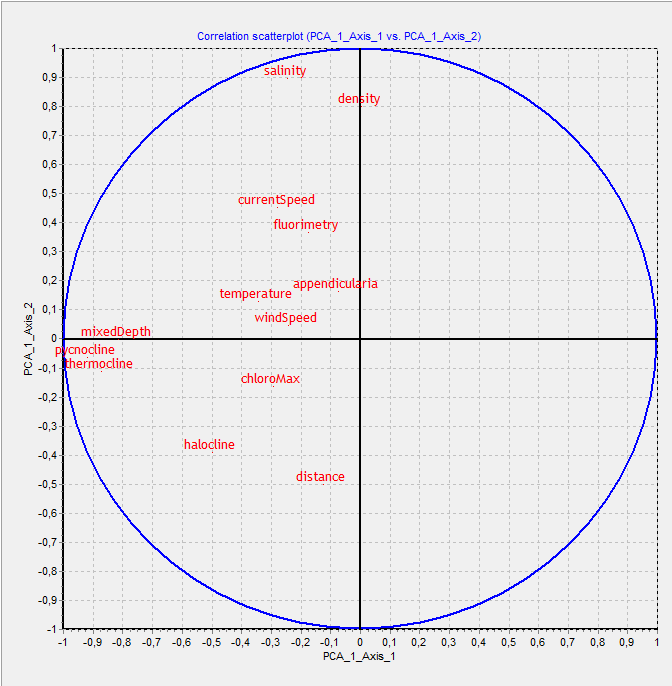 Correlation scatterplot (PCA_1_Axis_1 vs. PCA_1_Axis_2)
1
0,9
0,8
0,7
0,6
0,5
0,4
0,3
0,2
0,1
0
-0,1
-0,2
-0,3
-0,4
-0,5
-0,6
-0,7
-0,8
-0,9
-1
PCA_1_Axis_2
salinity
density
currentSpeed
fluorimetry
appendicularia
temperature
windSpeed
mixedDepth
pycnocline
thermocline
chloroMax
halocline
distance
-1 -0,9 -0,8 -0,7 -0,6 -0,5 -0,4 -0,3 -0,2 -0,1 0 0,1 0,2 0,3 0,4 0,5 0,6 0,7 0,8 0,9 1
PCA_1_Axis_1